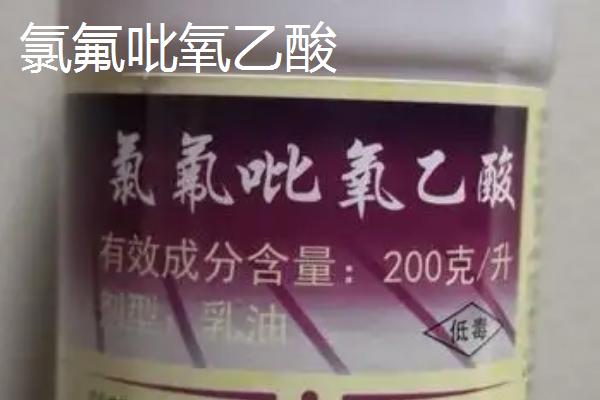 氯氟吡氧乙酸
氯氟吡氧乙酸
有效成分含量：200克/升
剂型：乳油
低毒